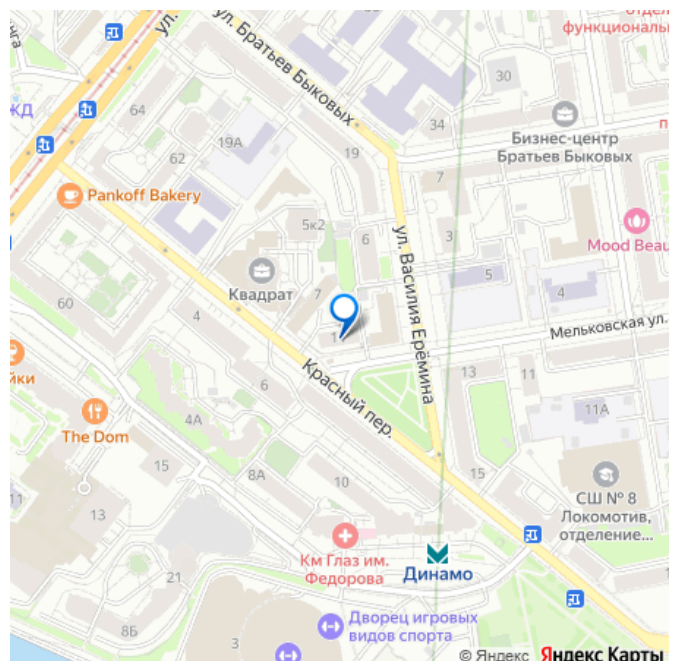 отдел
функциональ
ул.
ул. Братьев Быковых
30
64
ЖД
34
Бизнес-центр
Братьев Быковых
19А
62
19
7
Pankoff Bakery
5к2
6
3
Mood Beau
ул. Василия Ерёмина
5
Квадрат
7
4
60
4
Мельковская ул.
Красный пер.
13
11
йки
6
4А
11А
The Dom
15
8А
10
15
СШ № 8
Локомотив,
отделение...
11
13
Км Глаз им.
Федорова
Динамо
21
1
8Б
3
Дворец игровых
видов спорта
© Яндекс Яндекс Карты